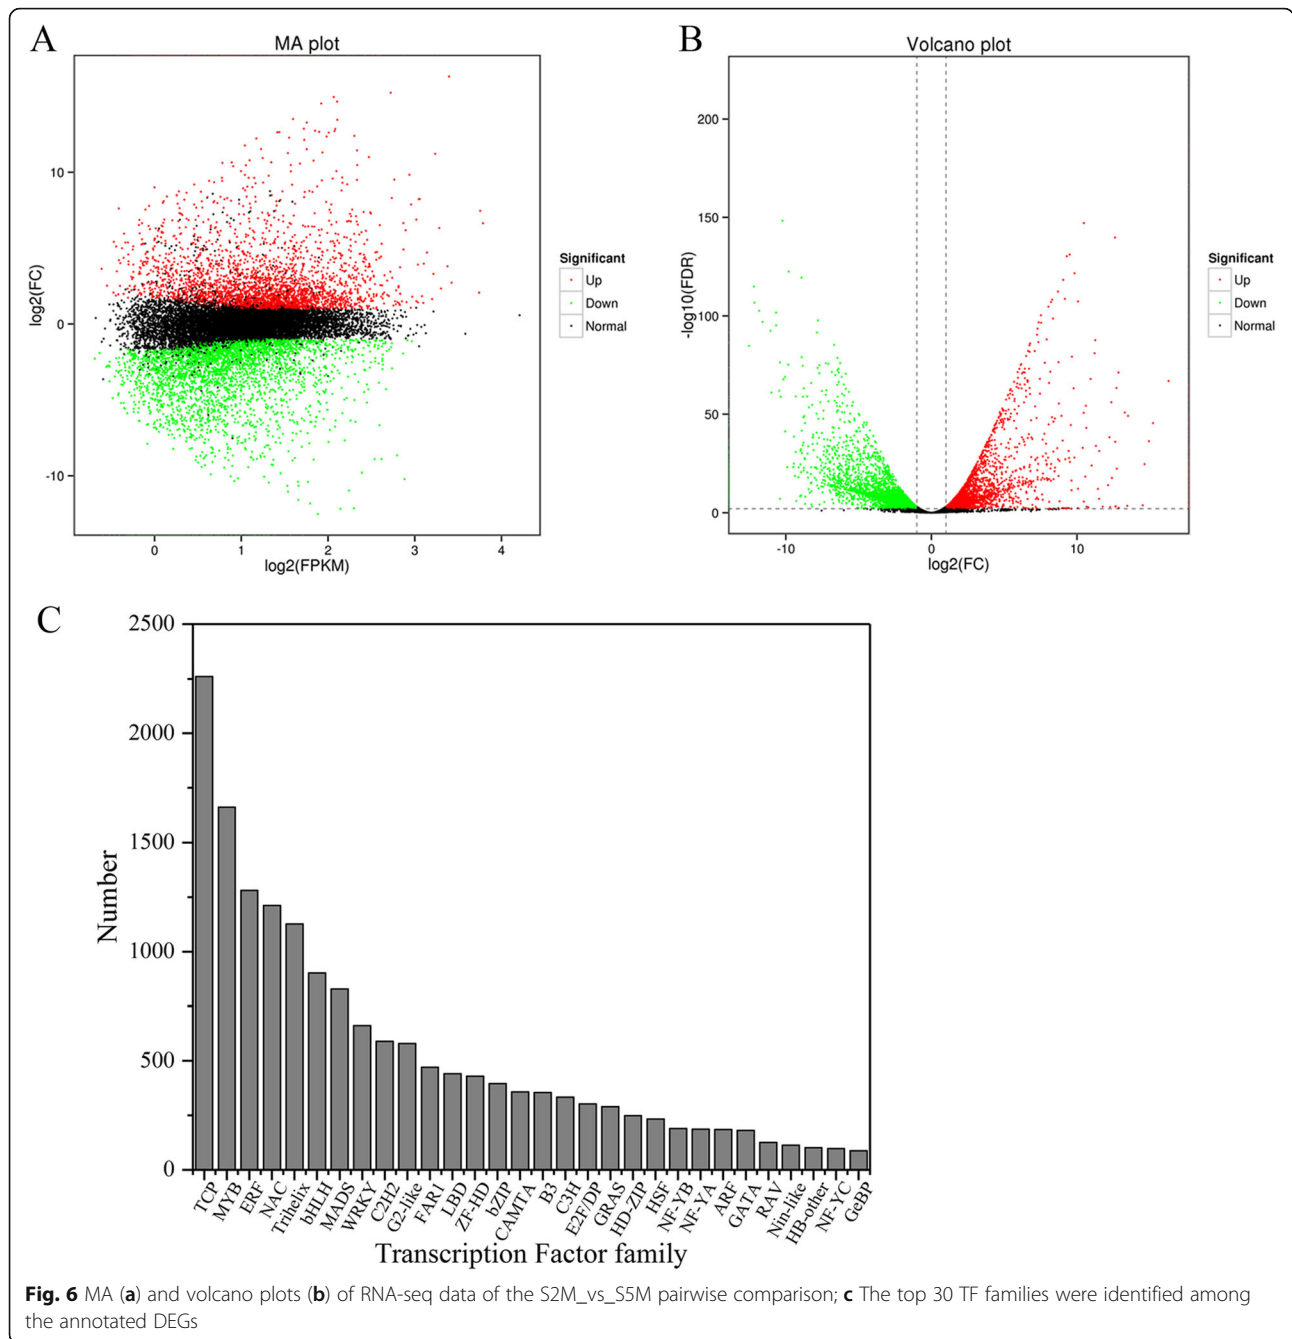 A
MA plot
10
0
-10
log2(FC)
0 1 2 3 4
log2(FPKM)
Significant
Up
Down
Normal
B
Volcano plot
200
150
100
50
0
-log10(FDR)
-10 0 10
log2(FC)
Significant
Up
Down
Normal
C
2500
2000
1500
1000
500
0
Number
TCP
MYB
ERF
NAC
Trihelix
bHLH
MADS
WRKY
C2H2
G2-like
FAR1
LBD
ZF-HD
bZIP
CAMTA
B3
C3H
E2F/DP
GRAS
HD-ZIP
HSF
NF-YB
NF-YA
ARF
GATA
RAV
Nin-like
HB-other
NF-YC
GeBP
Transcription Factor family
Fig. 6 MA (a) and volcano plots (b) of RNA-seq data of the S2M_vs_S5M pairwise comparison; c The top 30 TF families were identified among
the annotated DEGs